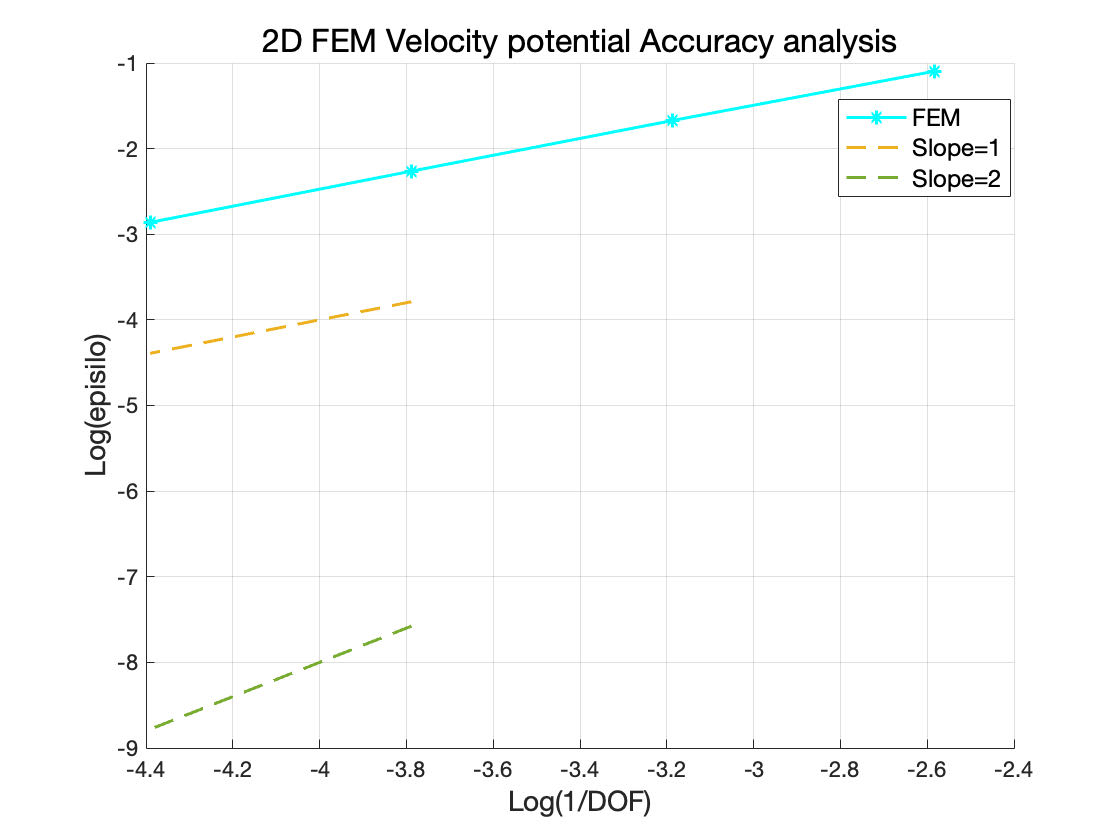 2D FEM Velocity potential Accuracy analysis
-1
FEM
Slope=1
Slope=2
-2
-3
-4
Log(episilo)
-5
-6
-7
-8
-9
-4.4 -4.2 -4 -3.8 -3.6 -3.4 -3.2 -3 -2.8 -2.6 -2.4
Log(1/DOF)